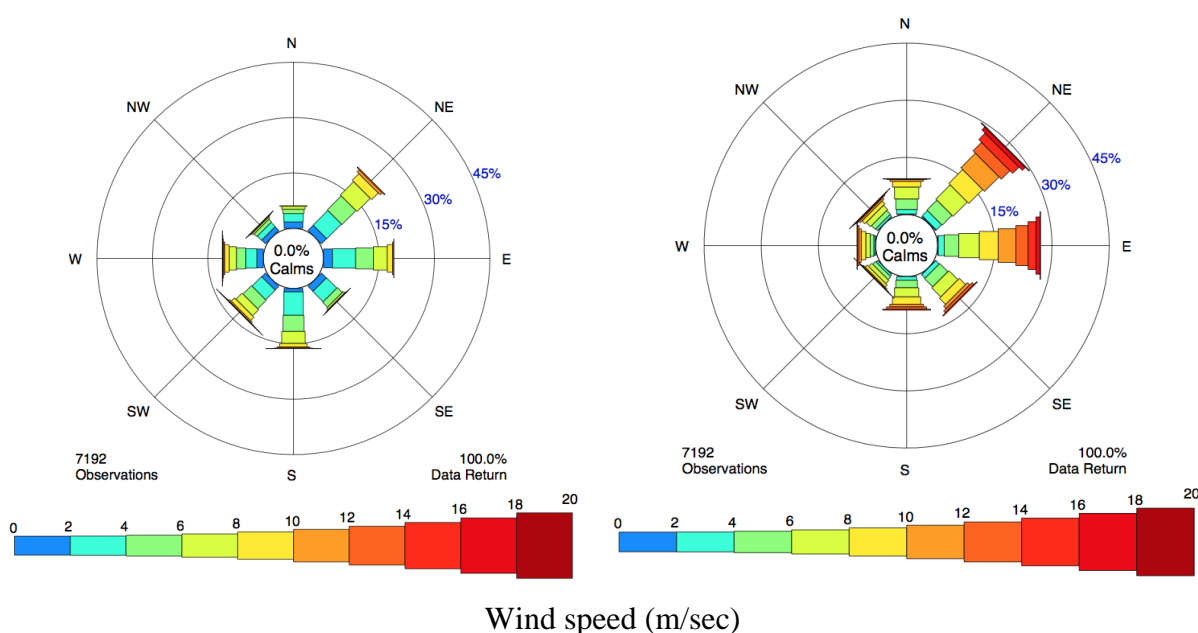 N
NW
NE
45%
30%
15%
W
0.0%
Calms
E
SW
SE
S
7192
Observations
100.0%
Data Return
0 2 4 6 8 10 12 14 16 18 20
N
NW
NE
45%
30%
15%
W
0.0%
Calms
E
SW
SE
S
7192
Observations
100.0%
Data Return
0 2 4 6 8 10 12 14 16 18 20
Wind speed (m/sec)